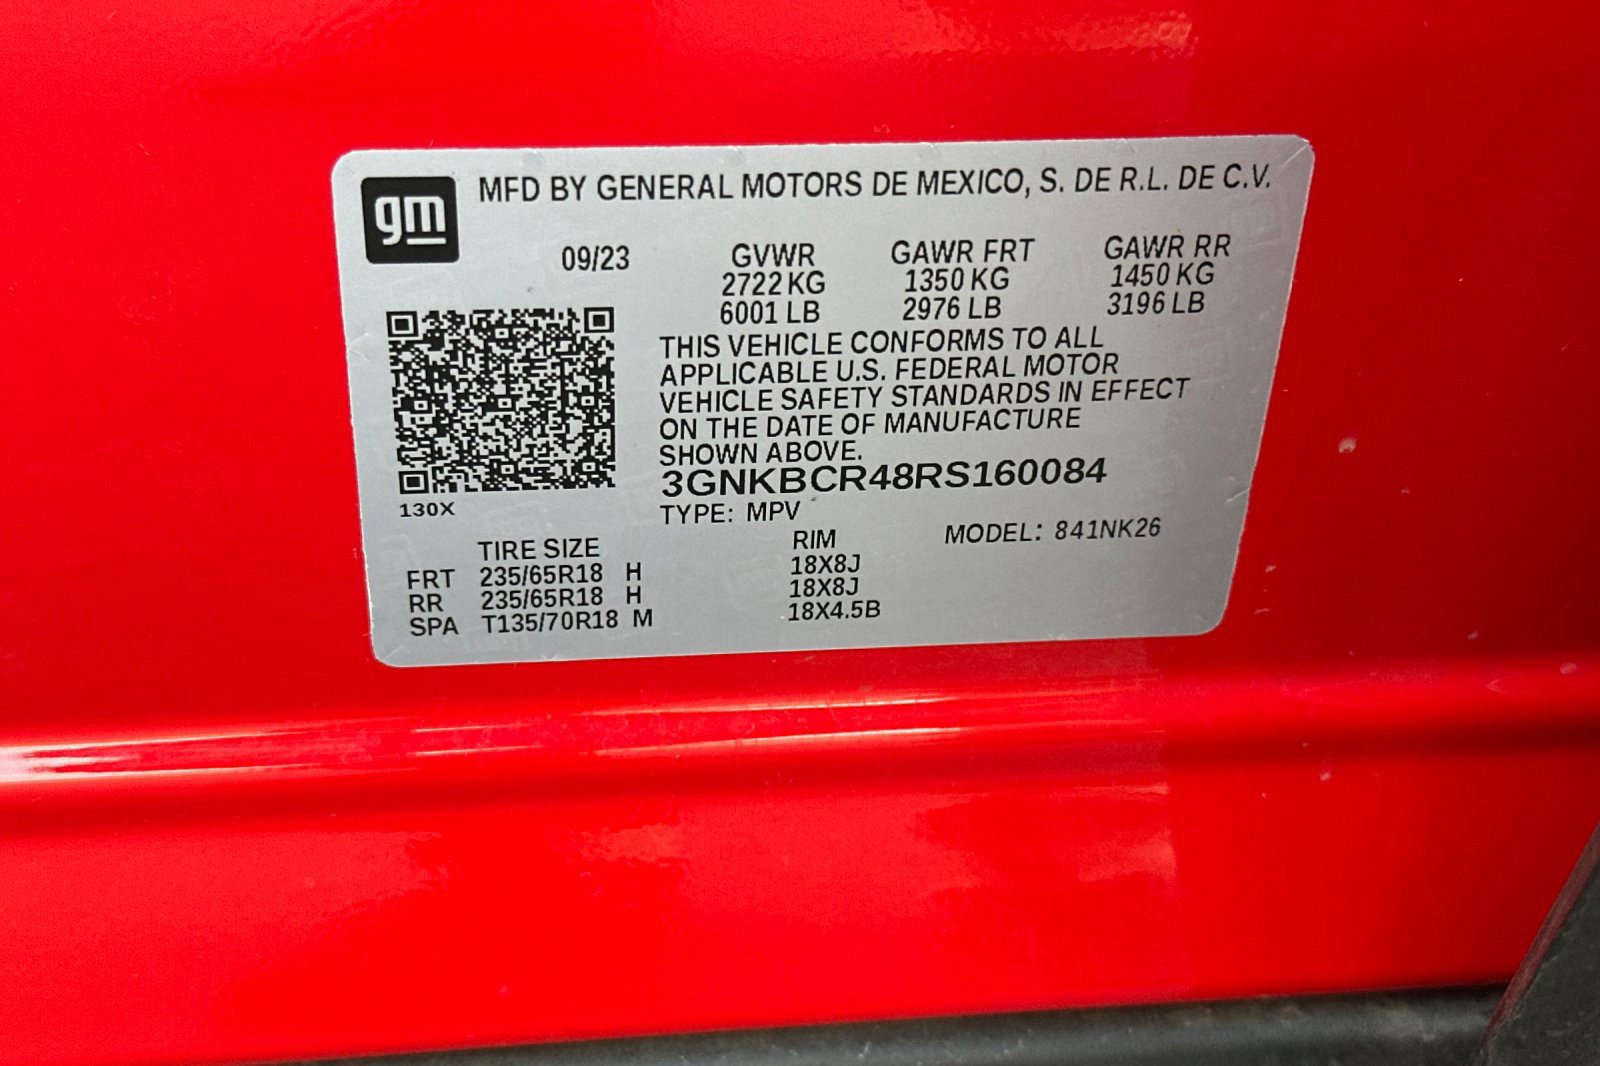 gm
MFD BY GENERAL MOTORS DE MEXICO, S. DE R.L. DE C.V.
09/23 GVWR GAWR FRT GAWR RR
2722 KG 1350 KG 1450 KG
6001 LB 2976 LB 3196 LB
THIS VEHICLE CONFORMS TO ALL
APPLICABLE U.S. FEDERAL MOTOR
VEHICLE SAFETY STANDARDS IN EFFECT
ON THE DATE OF MANUFACTURE
SHOWN ABOVE.
3GNKBCR48RS160084
130X
TYPE: MPV
MODEL: 841NK26
TIRE SIZE RIM
FRT 235/65R18 H 18X8J
RR 235/65R18 H 18X8J
SPA T135/70R18 M 18X4.5B